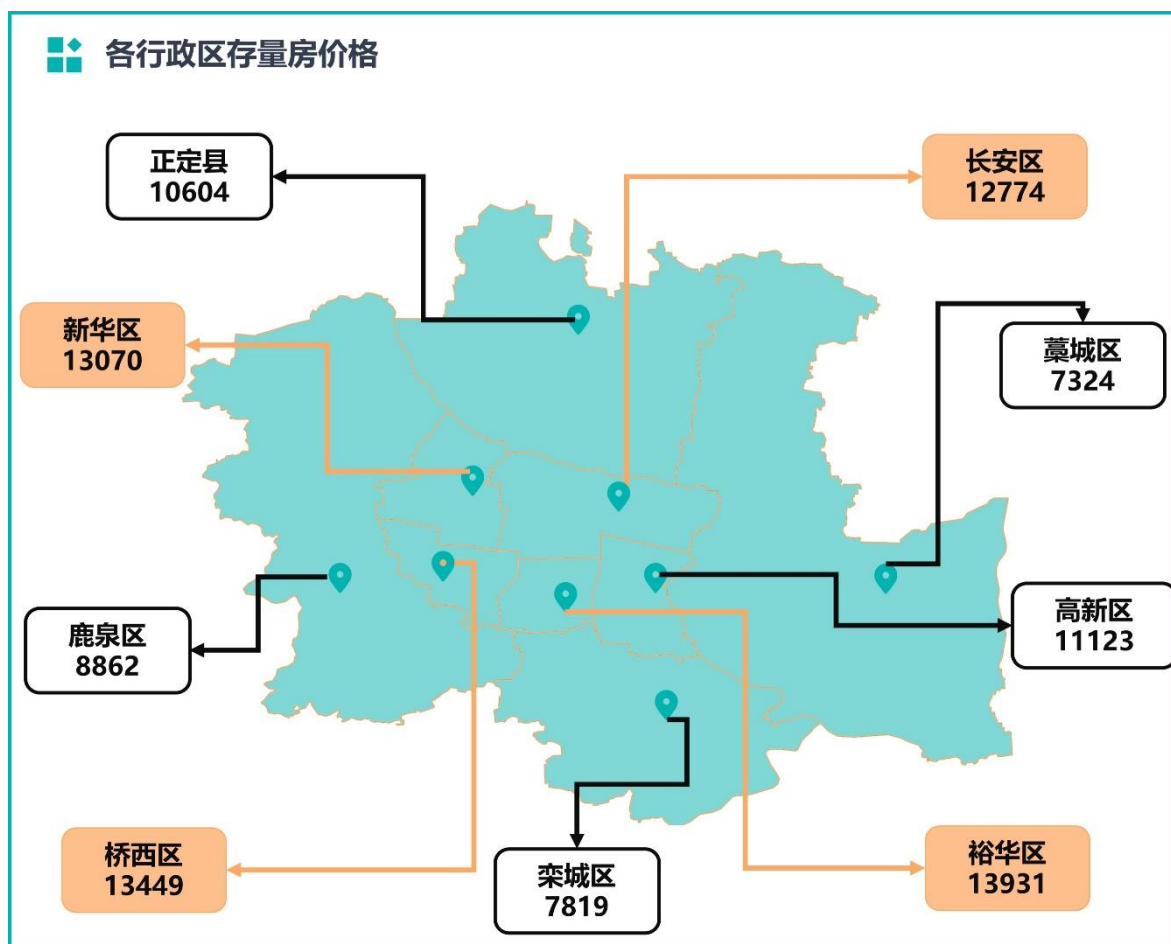 各行政区存量房价格
正定县
10604
长安区
12774
新华区
13070
藁城区
7324
鹿泉区
8862
高新区
11123
桥西区
13449
栾城区
7819
裕华区
13931